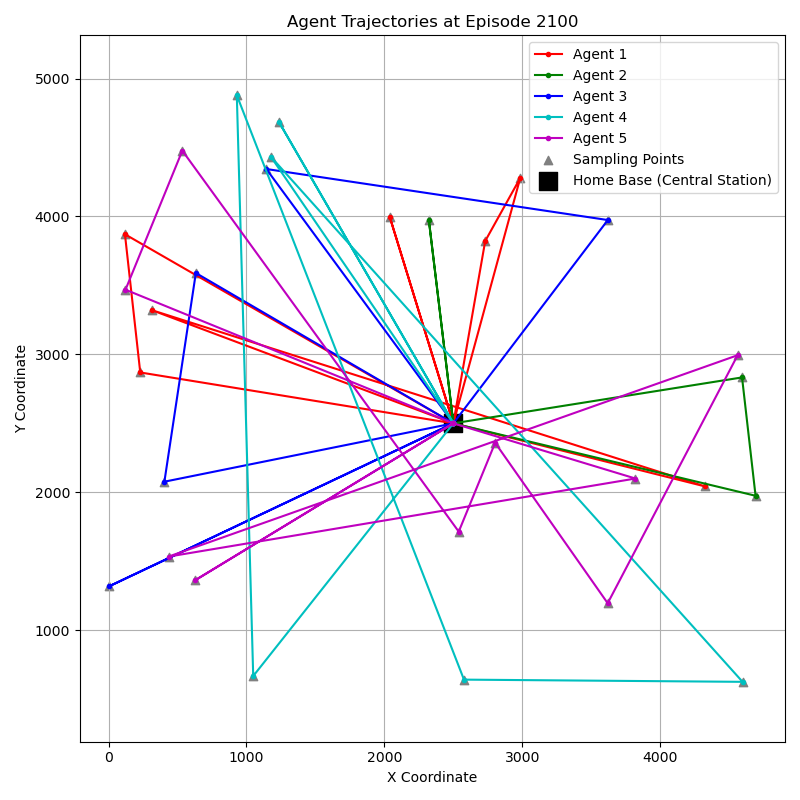 Agent Trajectories at Episode 2100
Agent 1
Agent 2
Agent 3
Agent 4
Agent 5
Sampling Points
Home Base (Central Station)
Y Coordinate
5000
4000
3000
2000
1000
0 1000 2000 3000 4000
X Coordinate